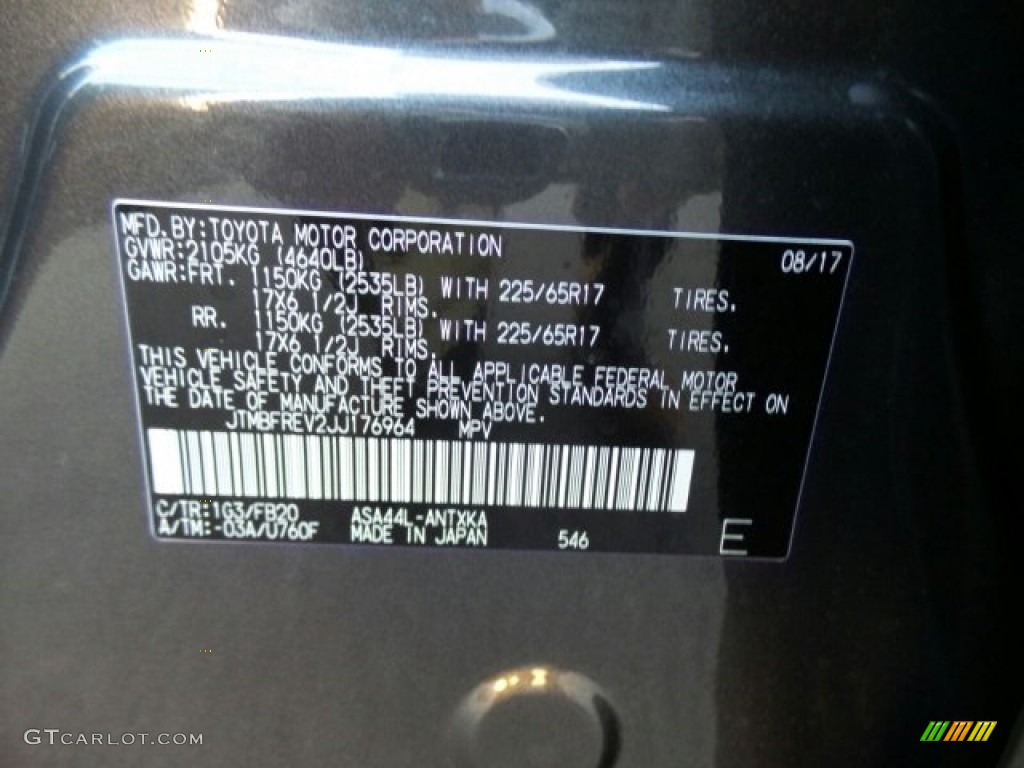 MFD.BY:TOYOTA MOTOR CORPORATION 08/17
GVWR:2105KG (4640LB)
GAWR:FRT. 1150KG (2535LB) WITH 225/65R17 TIRES.
17X6 1/2J RTMS.
RR. 1150KG (2535LB) WITH 225/65R17 TIRES.
17X6 1/2J RTMS.
THIS VEHICLE CONFORMS TO ALL APPLICABLE FEDERAL MOTOR
VEHICLE SAFETY AND THEFT PREVENTION STANDARDS IN EFFECT ON
THE DATE OF MANUFACTURE SHOWN ABOVE.
JTMBFREV2JJ176964 MPV
C/TR:1G3/FB20 ASA44L-ANTXKA
A/TM:-03A/U760F MADE IN JAPAN 546 E
GTCARLOT.COM